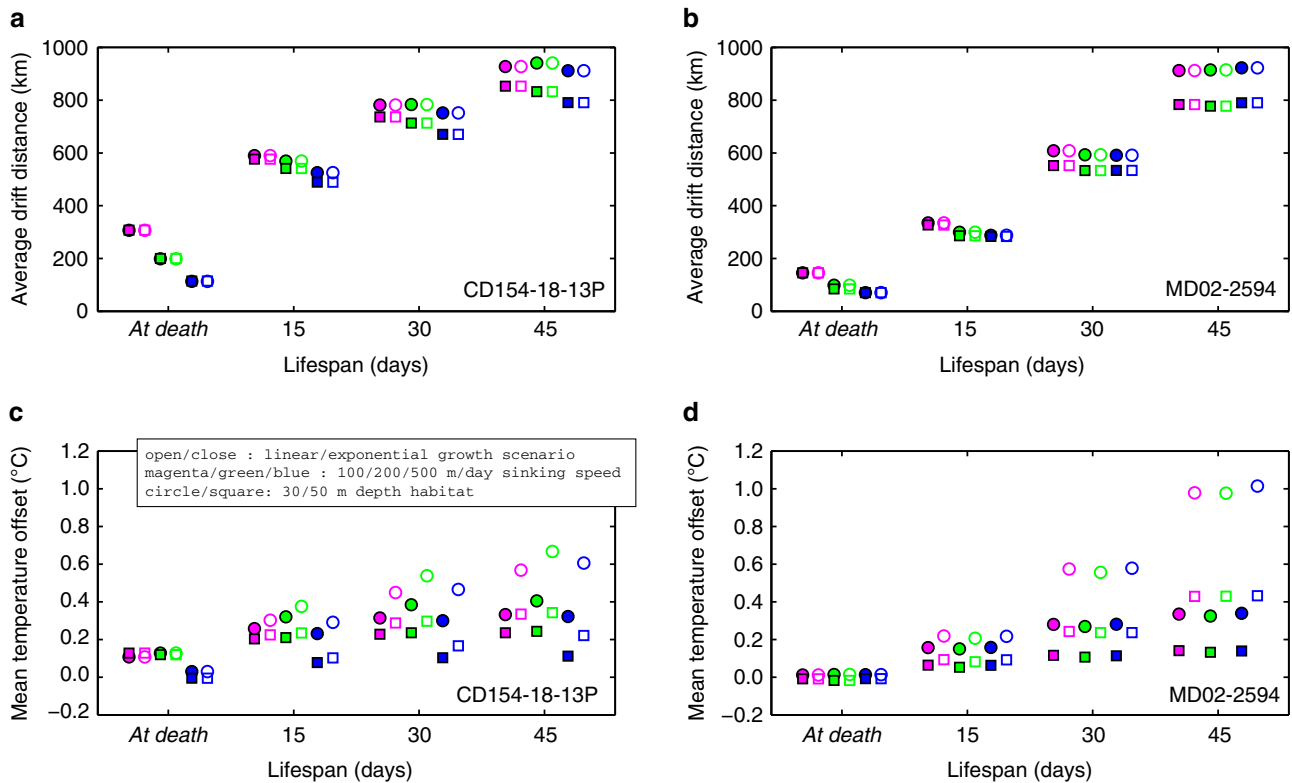 a
1000
800
600
400
200
0
Average drift distance (km)
CD154-18-13P
At death 15 30 45
Lifespan (days)
b
1000
800
600
400
200
0
Average drift distance (km)
MD02-2594
At death 15 30 45
Lifespan (days)
c
1.2
1.0
0.8
0.6
0.4
0.2
0.0
−0.2
Mean temperature offset (°C)
open/close : linear/exponential growth scenario
magenta/green/blue : 100/200/500 m/day sinking speed
circle/square: 30/50 m depth habitat
CD154-18-13P
At death 15 30 45
Lifespan (days)
d
1.2
1.0
0.8
0.6
0.4
0.2
0.0
−0.2
Mean temperature offset (°C)
MD02-2594
At death 15 30 45
Lifespan (days)